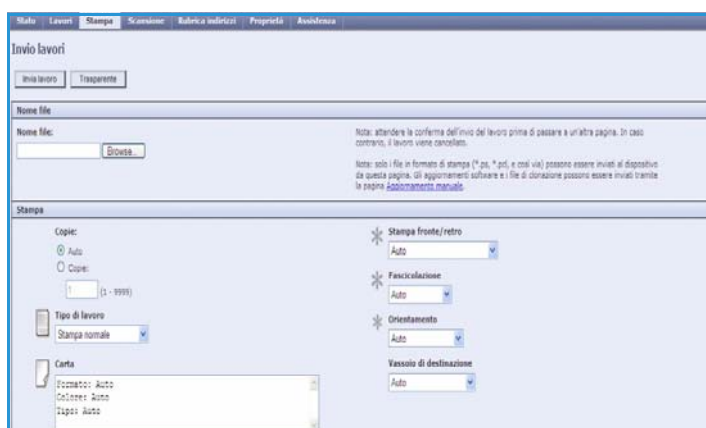 Stato Lavori Stampa Scansione Rubrica indirizzi Proprietà Assistenza
Invio lavori
Invia lavoro Trasparente
Nome file
Nome file:
Browse...
Nota: attendere la conferma dell'invio del lavoro prima di passare a un'altra pagina. In caso
contrario, il lavoro viene cancellato.
Nota: solo i file in formato di stampa (*.ps, *.pcl, e così via) possono essere inviati al dispositivo
da questa pagina. Gli aggiornamenti software e i file di clonazione possono essere inviati tramite
la pagina Aggiornamento manuale.
Stampa
Copie:
Auto
Copie:
1 (1 - 9999)
Tipo di lavoro
Stampa normale
Carta
Formato: Auto
Colore: Auto
Tipo: Auto
Stampa fronte/retro
Auto
Fascicolazione
Auto
Orientamento
Auto
Vassoio di destinazione
Auto